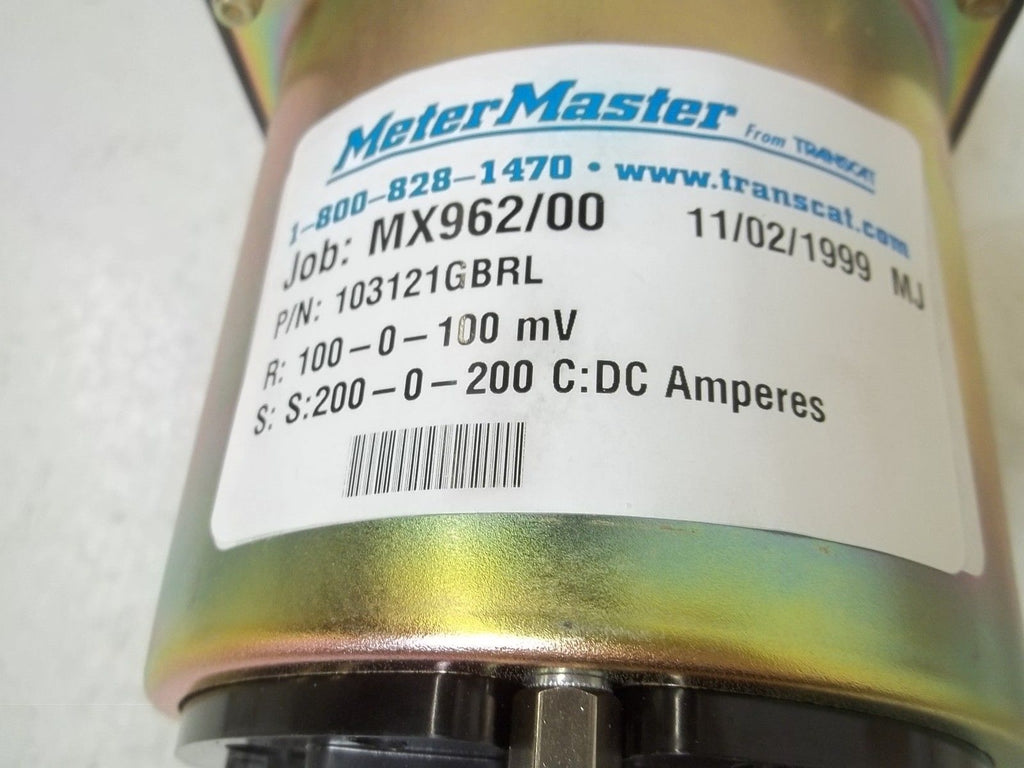 MeterMaster From TRANSCAT
1-800-828-1470 • www.transcat.com
Job: MX962/00 11/02/1999 MJ
P/N: 103121GBRL
R: 100-0-100 mV
S: S:200-0-200 C:DC Amperes